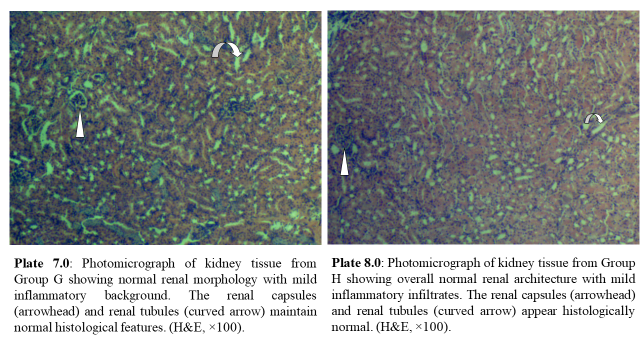 Plate 7.0: Photomicrograph of kidney tissue from
Group G showing normal renal morphology with mild
inflammatory background. The renal capsules
(arrowhead) and renal tubules (curved arrow) maintain
normal histological features. (H&E, ×100).
Plate 8.0: Photomicrograph of kidney tissue from Group
H showing overall normal renal architecture with mild
inflammatory infiltrates. The renal capsules (arrowhead)
and renal tubules (curved arrow) appear histologically
normal. (H&E, ×100).